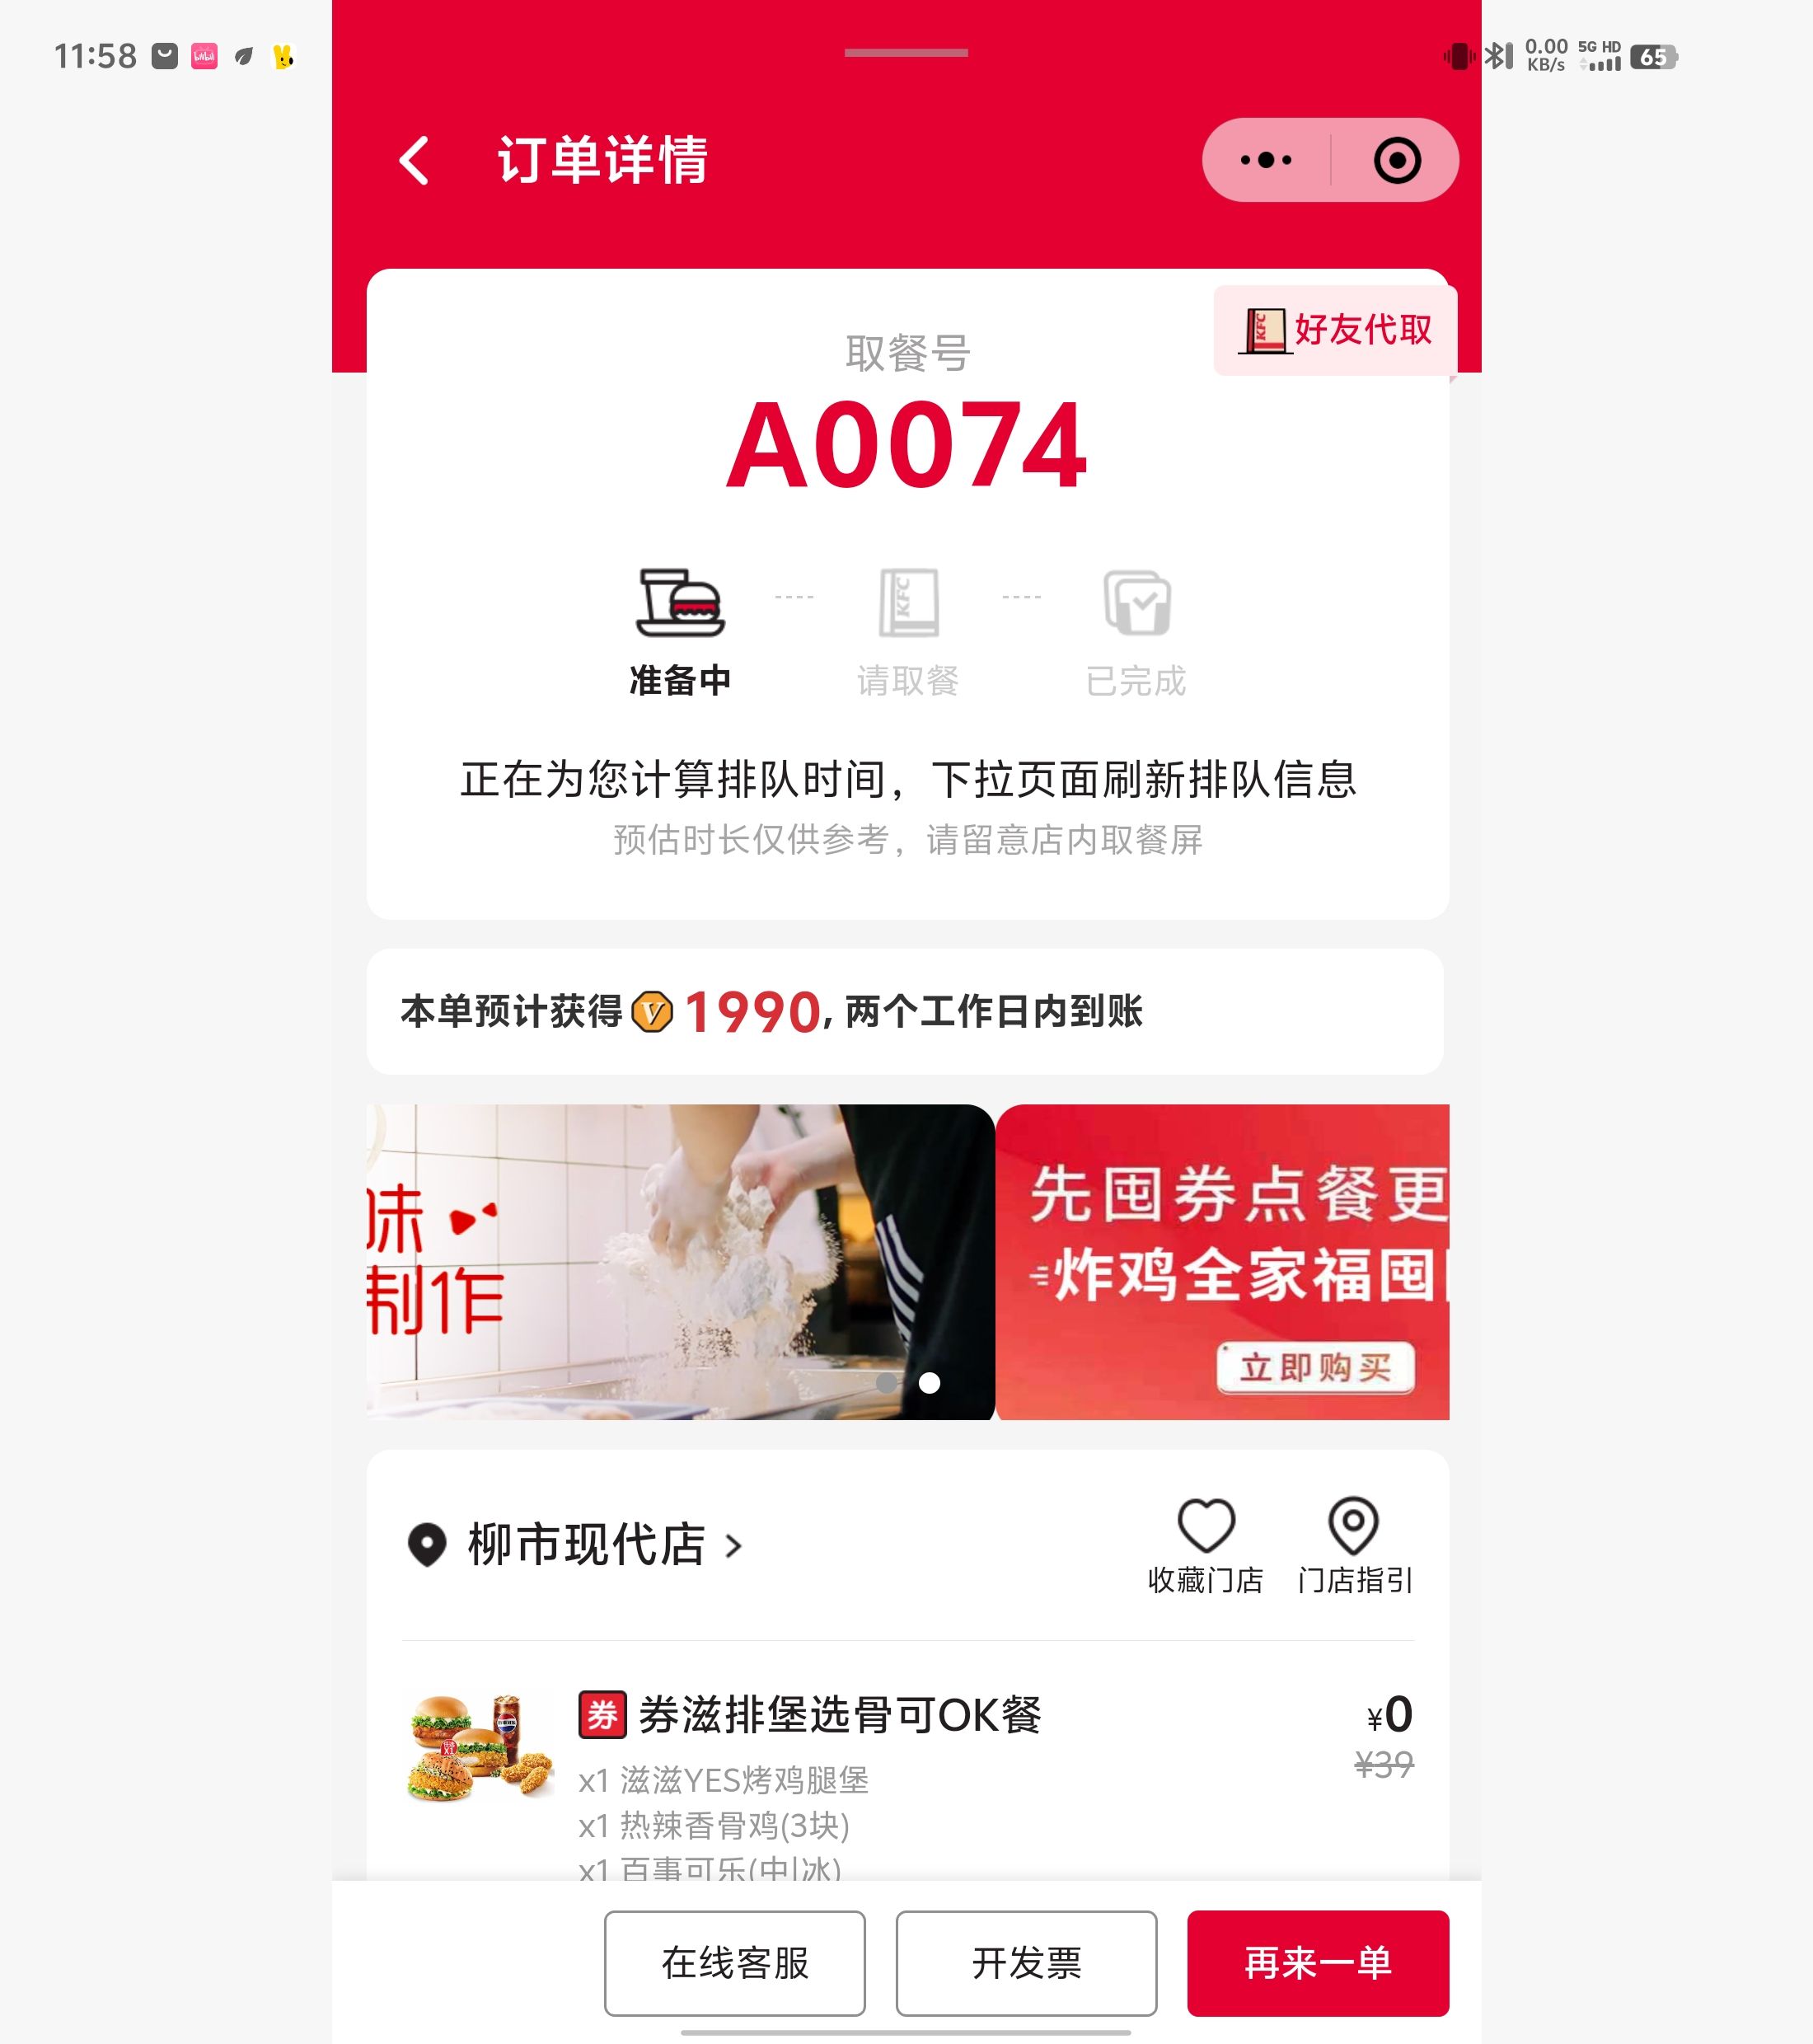 11:58
bilibili
0.00 KB/s 5G HD 65
订单详情
KFC 好友代取
取餐号
A0074
KFC
准备中
请取餐
已完成
正在为您计算排队时间，下拉页面刷新排队信息
预估时长仅供参考，请留意店内取餐屏
本单预计获得 V 1990, 两个工作日内到账
味
制作
先囤券点餐更
炸鸡全家福囤
立即购买
柳市现代店
收藏门店
门店指引
券 券滋排堡选骨可OK餐
¥0
¥39
x1 滋滋YES烤鸡腿堡
x1 热辣香骨鸡(3块)
x1 百事可乐(中|冰)
在线客服
开发票
再来一单